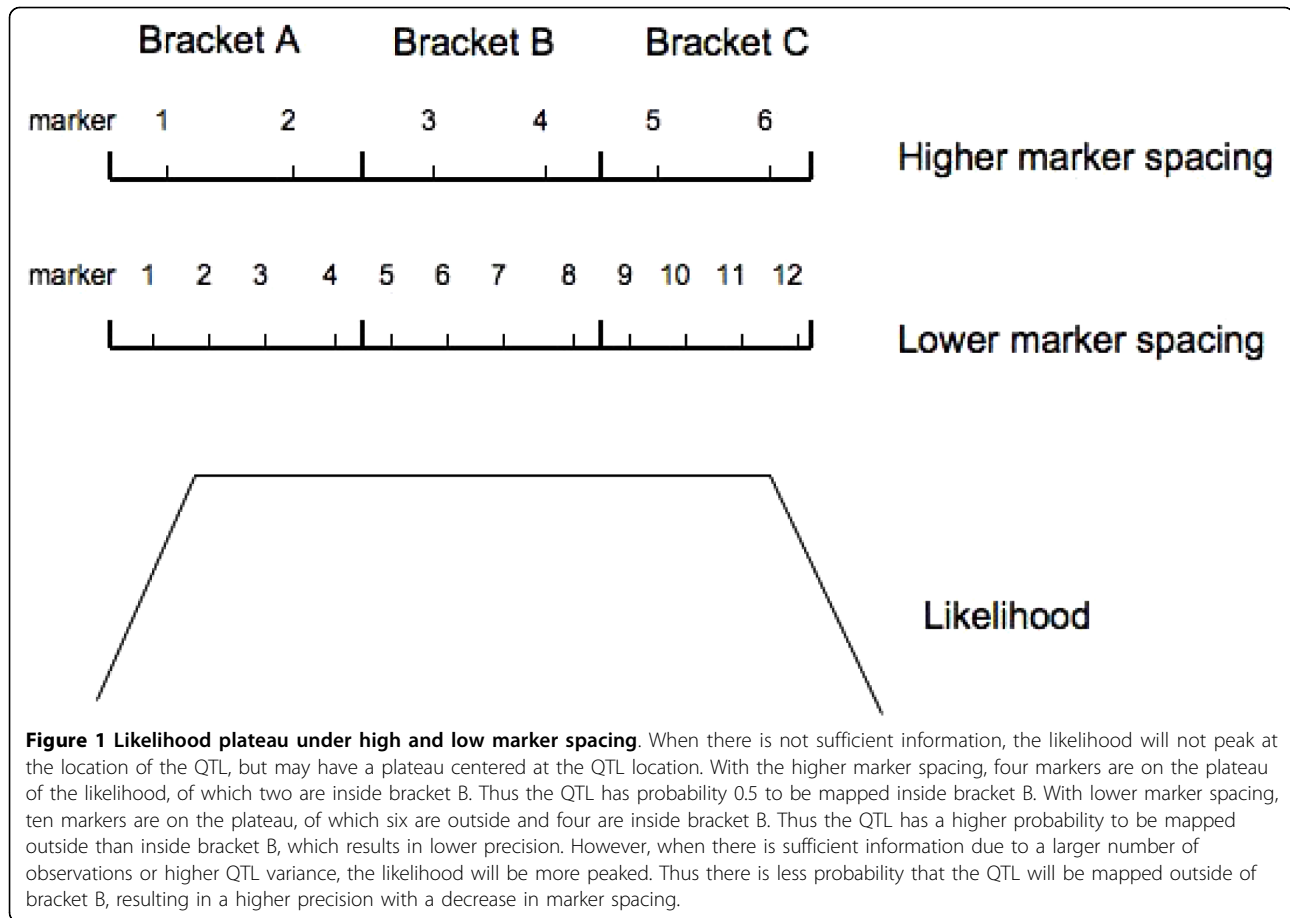 Bracket A Bracket B Bracket C
marker 1 2 3 4 5 6
Higher marker spacing
marker 1 2 3 4 5 6 7 8 9 10 11 12
Lower marker spacing
Likelihood
Figure 1 Likelihood plateau under high and low marker spacing. When there is not sufficient information, the likelihood will not peak at
the location of the QTL, but may have a plateau centered at the QTL location. With the higher marker spacing, four markers are on the plateau
of the likelihood, of which two are inside bracket B. Thus the QTL has probability 0.5 to be mapped inside bracket B. With lower marker spacing,
ten markers are on the plateau, of which six are outside and four are inside bracket B. Thus the QTL has a higher probability to be mapped
outside than inside bracket B, which results in lower precision. However, when there is sufficient information due to a larger number of
observations or higher QTL variance, the likelihood will be more peaked. Thus there is less probability that the QTL will be mapped outside of
bracket B, resulting in a higher precision with a decrease in marker spacing.